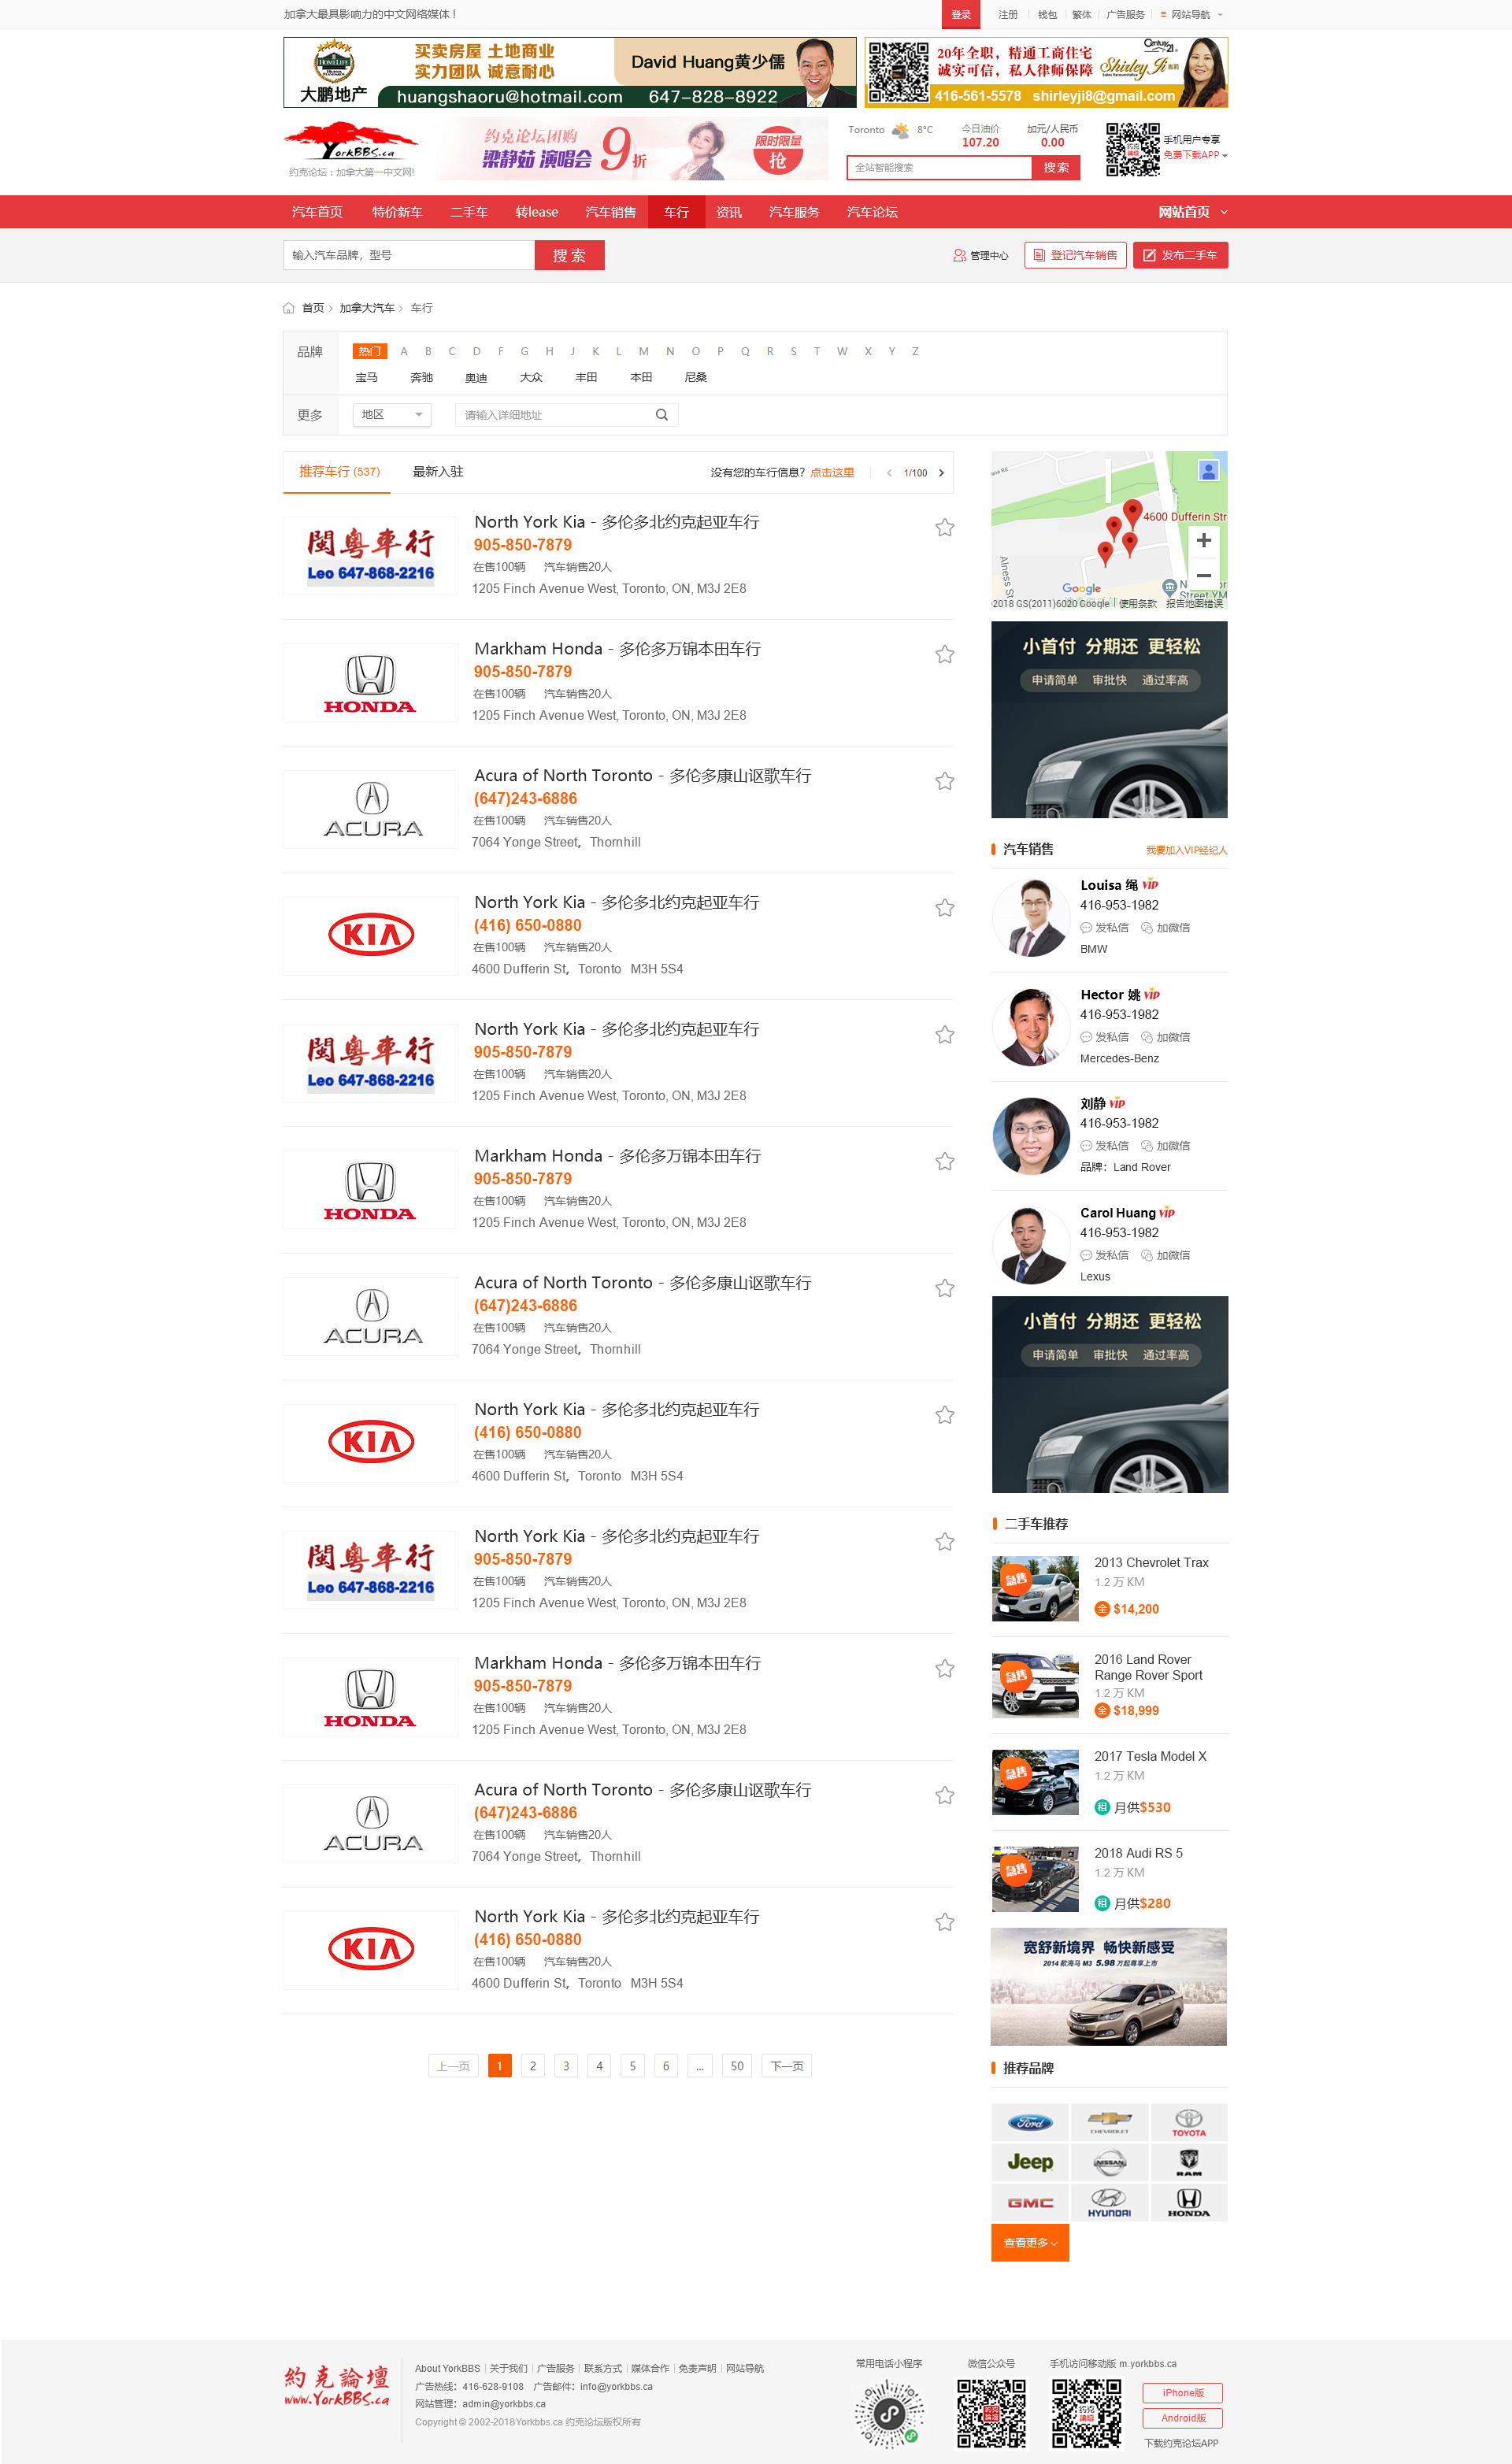 加拿大最具影响力的中文网络媒体！
登录 注册 钱包 繁体 广告服务 网站导航
HOMELIFE
大鹏地产
买卖房屋 土地商业
实力团队 诚意耐心
David Huang黄少儒
huangshaoru@hotmail.com 647-828-8922
20年全职，精通工商住宅
诚实可信，私人律师保障
Century 21
Shirley Ji
416-561-5578 shirleyji8@gmail.com
YorkBBS.ca
约克论坛：加拿大第一中文网!
约克论坛团购
梁静茹 演唱会 9折
限时限量
抢
Toronto 8°C
今日油价
107.20
加元/人民币
0.00
全站智能搜索 搜索
手机用户专享
免费下载APP
汽车首页 特价新车 二手车 转lease 汽车销售 车行 资讯 汽车服务 汽车论坛 网站首页
输入汽车品牌，型号 搜索
管理中心 登记汽车销售 发布二手车
首页 > 加拿大汽车 > 车行
品牌 热门 A B C D F G H J K L M N O P Q R S T W X Y Z
宝马 奔驰 奥迪 大众 丰田 本田 尼桑
更多 地区 请输入详细地址
推荐车行 (537) 最新入驻 没有您的车行信息？点击这里 < 1/100 >
閩粤車行
Leo 647-868-2216
North York Kia - 多伦多北约克起亚车行
905-850-7879
在售100辆 汽车销售20人
1205 Finch Avenue West, Toronto, ON, M3J 2E8
HONDA
Markham Honda - 多伦多万锦本田车行
905-850-7879
在售100辆 汽车销售20人
1205 Finch Avenue West, Toronto, ON, M3J 2E8
ACURA
Acura of North Toronto - 多伦多康山讴歌车行
(647)243-6886
在售100辆 汽车销售20人
7064 Yonge Street，Thornhill
KIA
North York Kia - 多伦多北约克起亚车行
(416) 650-0880
在售100辆 汽车销售20人
4600 Dufferin St，Toronto M3H 5S4
閩粤車行
Leo 647-868-2216
North York Kia - 多伦多北约克起亚车行
905-850-7879
在售100辆 汽车销售20人
1205 Finch Avenue West, Toronto, ON, M3J 2E8
HONDA
Markham Honda - 多伦多万锦本田车行
905-850-7879
在售100辆 汽车销售20人
1205 Finch Avenue West, Toronto, ON, M3J 2E8
ACURA
Acura of North Toronto - 多伦多康山讴歌车行
(647)243-6886
在售100辆 汽车销售20人
7064 Yonge Street，Thornhill
KIA
North York Kia - 多伦多北约克起亚车行
(416) 650-0880
在售100辆 汽车销售20人
4600 Dufferin St，Toronto M3H 5S4
閩粤車行
Leo 647-868-2216
North York Kia - 多伦多北约克起亚车行
905-850-7879
在售100辆 汽车销售20人
1205 Finch Avenue West, Toronto, ON, M3J 2E8
HONDA
Markham Honda - 多伦多万锦本田车行
905-850-7879
在售100辆 汽车销售20人
1205 Finch Avenue West, Toronto, ON, M3J 2E8
ACURA
Acura of North Toronto - 多伦多康山讴歌车行
(647)243-6886
在售100辆 汽车销售20人
7064 Yonge Street，Thornhill
KIA
North York Kia - 多伦多北约克起亚车行
(416) 650-0880
在售100辆 汽车销售20人
4600 Dufferin St，Toronto M3H 5S4
上一页 1 2 3 4 5 6 ... 50 下一页
4600 Dufferin Str
Alness St
Google
2018 GS(2011)6020 Google 使用条款 报告地图错误
小首付 分期还 更轻松
申请简单 审批快 通过率高
汽车销售 我要加入VIP经纪人
Louisa 绳 vip
416-953-1982
发私信 加微信
BMW
Hector 姚 vip
416-953-1982
发私信 加微信
Mercedes-Benz
刘静 vip
416-953-1982
发私信 加微信
品牌：Land Rover
Carol Huang vip
416-953-1982
发私信 加微信
Lexus
小首付 分期还 更轻松
申请简单 审批快 通过率高
二手车推荐
急售
2013 Chevrolet Trax
1.2 万 KM
全 $14,200
急售
2016 Land Rover
Range Rover Sport
1.2 万 KM
全 $18,999
急售
2017 Tesla Model X
1.2 万 KM
租 月供$530
急售
2018 Audi RS 5
1.2 万 KM
租 月供$280
宽舒新境界 畅快新感受
2014 款海马 M3 5.98 万起尊享上市
推荐品牌
Ford CHEVROLET TOYOTA
Jeep NISSAN RAM
GMC HYUNDAI HONDA
查看更多
約克論壇
www.YorkBBS.ca
About YorkBBS | 关于我们 | 广告服务 | 联系方式 | 媒体合作 | 免责声明 | 网站导航
广告热线：416-628-9108 广告邮件：info@yorkbbs.ca
网站管理：admin@yorkbbs.ca
Copyright © 2002-2018 Yorkbbs.ca 约克论坛版权所有
常用电话小程序
微信公众号
手机访问移动版 m.yorkbbs.ca
iPhone版
Android版
下载约克论坛APP